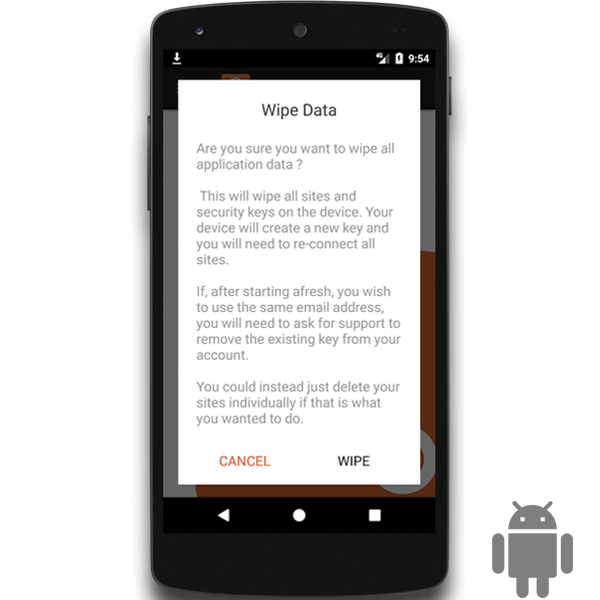 4G 9:54
Wipe Data
Are you sure you want to wipe all
application data ?
This will wipe all sites and
security keys on the device. Your
device will create a new key and
you will need to re-connect all
sites.
If, after starting afresh, you wish
to use the same email address,
you will need to ask for support to
remove the existing key from your
account.
You could instead just delete your
sites individually if that is what
you wanted to do.
CANCEL WIPE